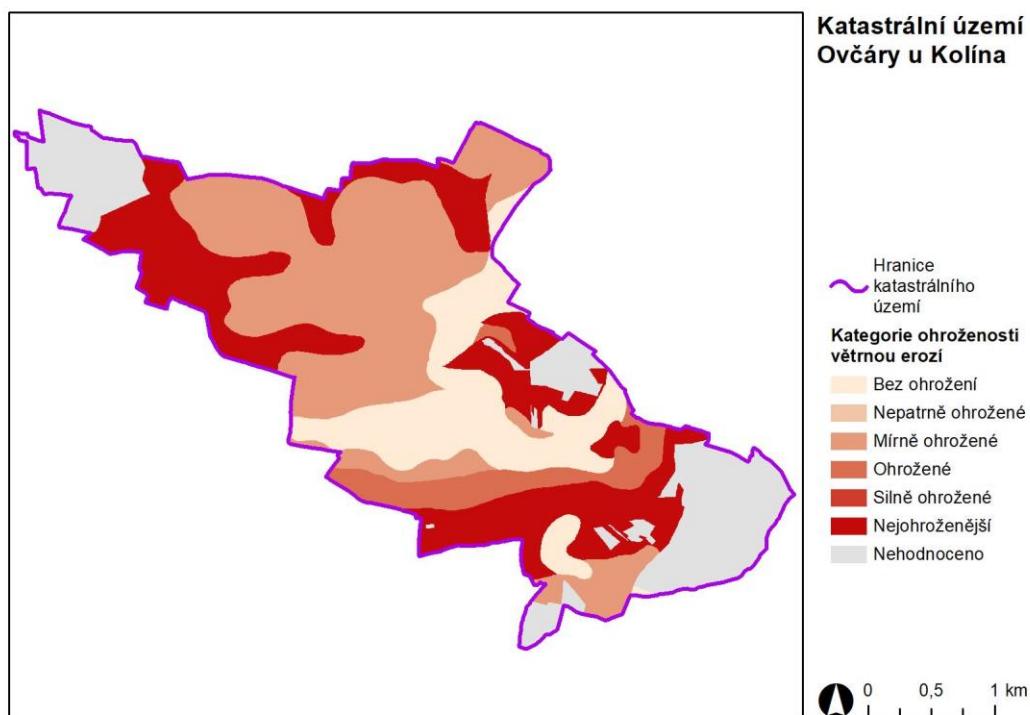 Katastrální území
Ovčáry u Kolína
Hranice
katastrálního
území
Kategorie ohroženosti
větrnou erozí
Bez ohrožení
Nepatrně ohrožené
Mírně ohrožené
Ohrožené
Silně ohrožené
Nejohroženější
Nehodnoceno
0 0,5 1 km